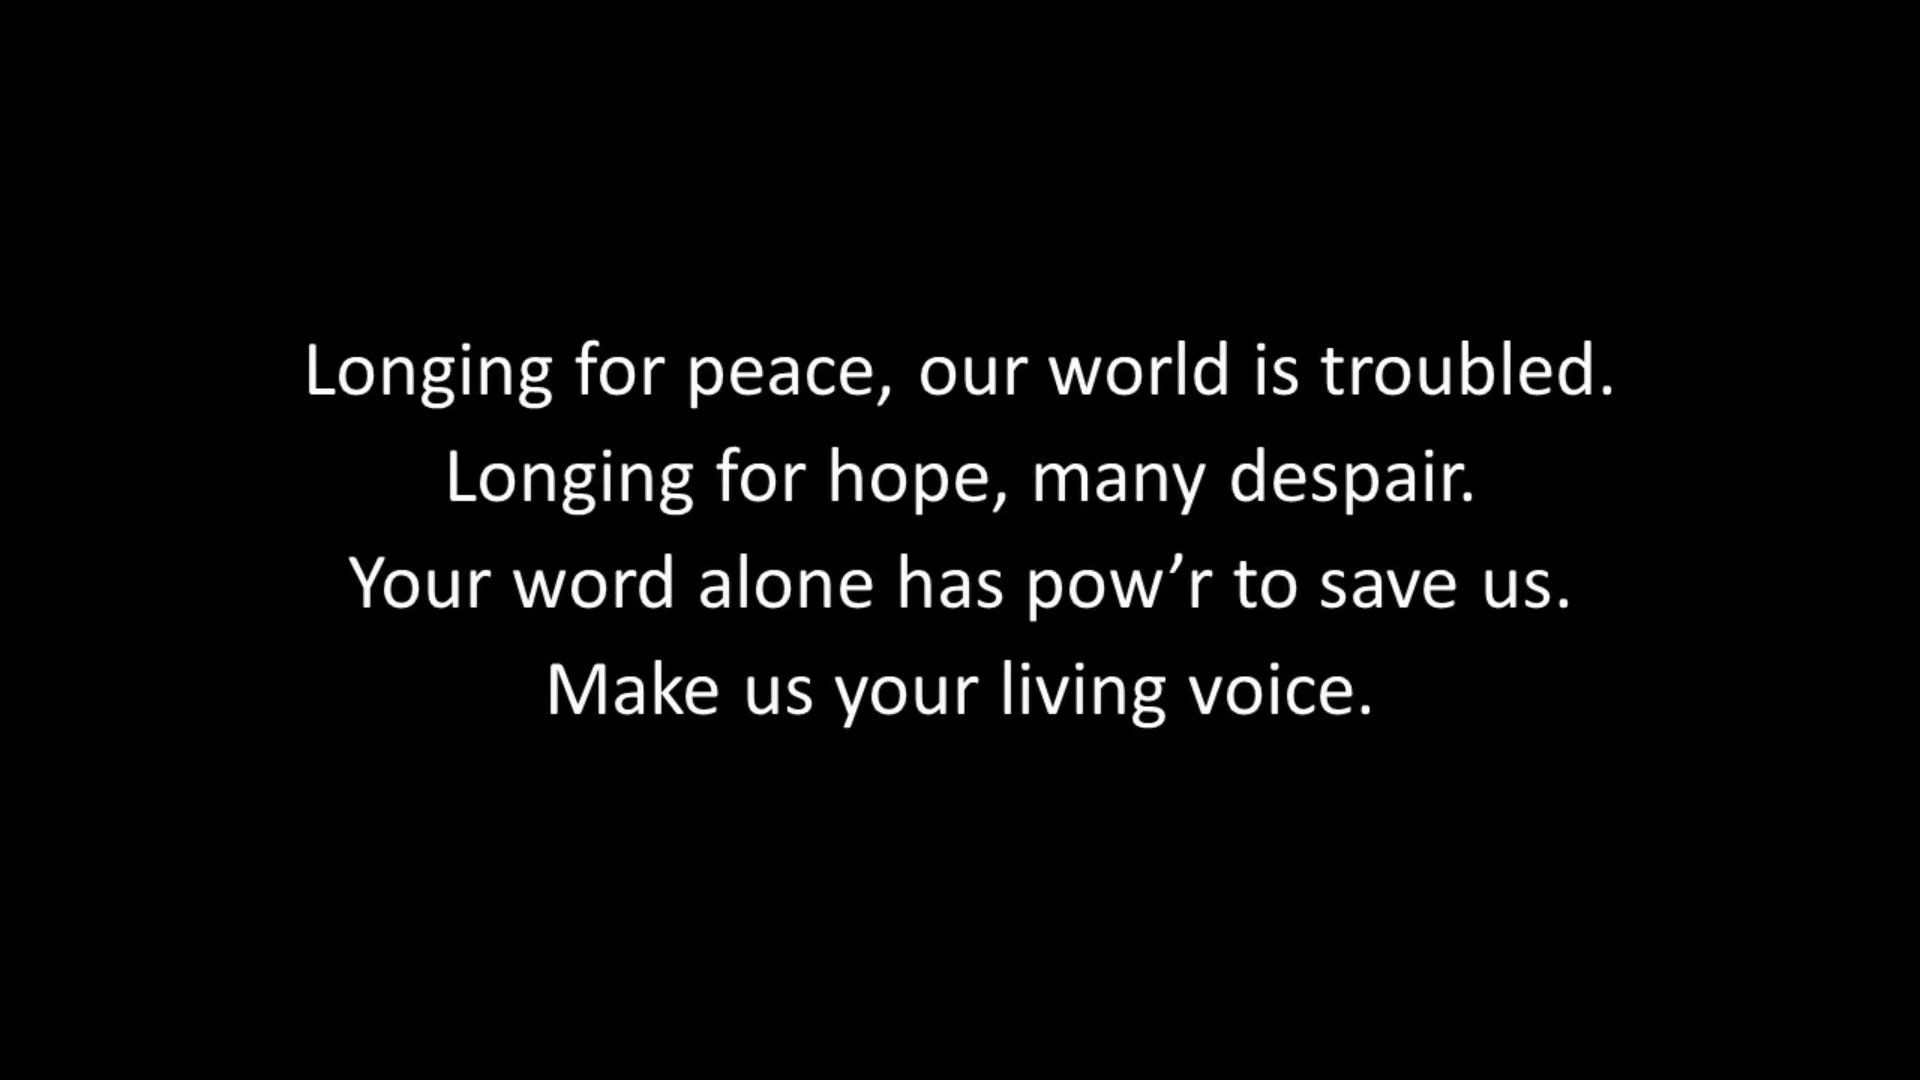 Longing for peace, our world is troubled.
Longing for hope, many despair.
Your word alone has pow’r to save us.
Make us your living voice.